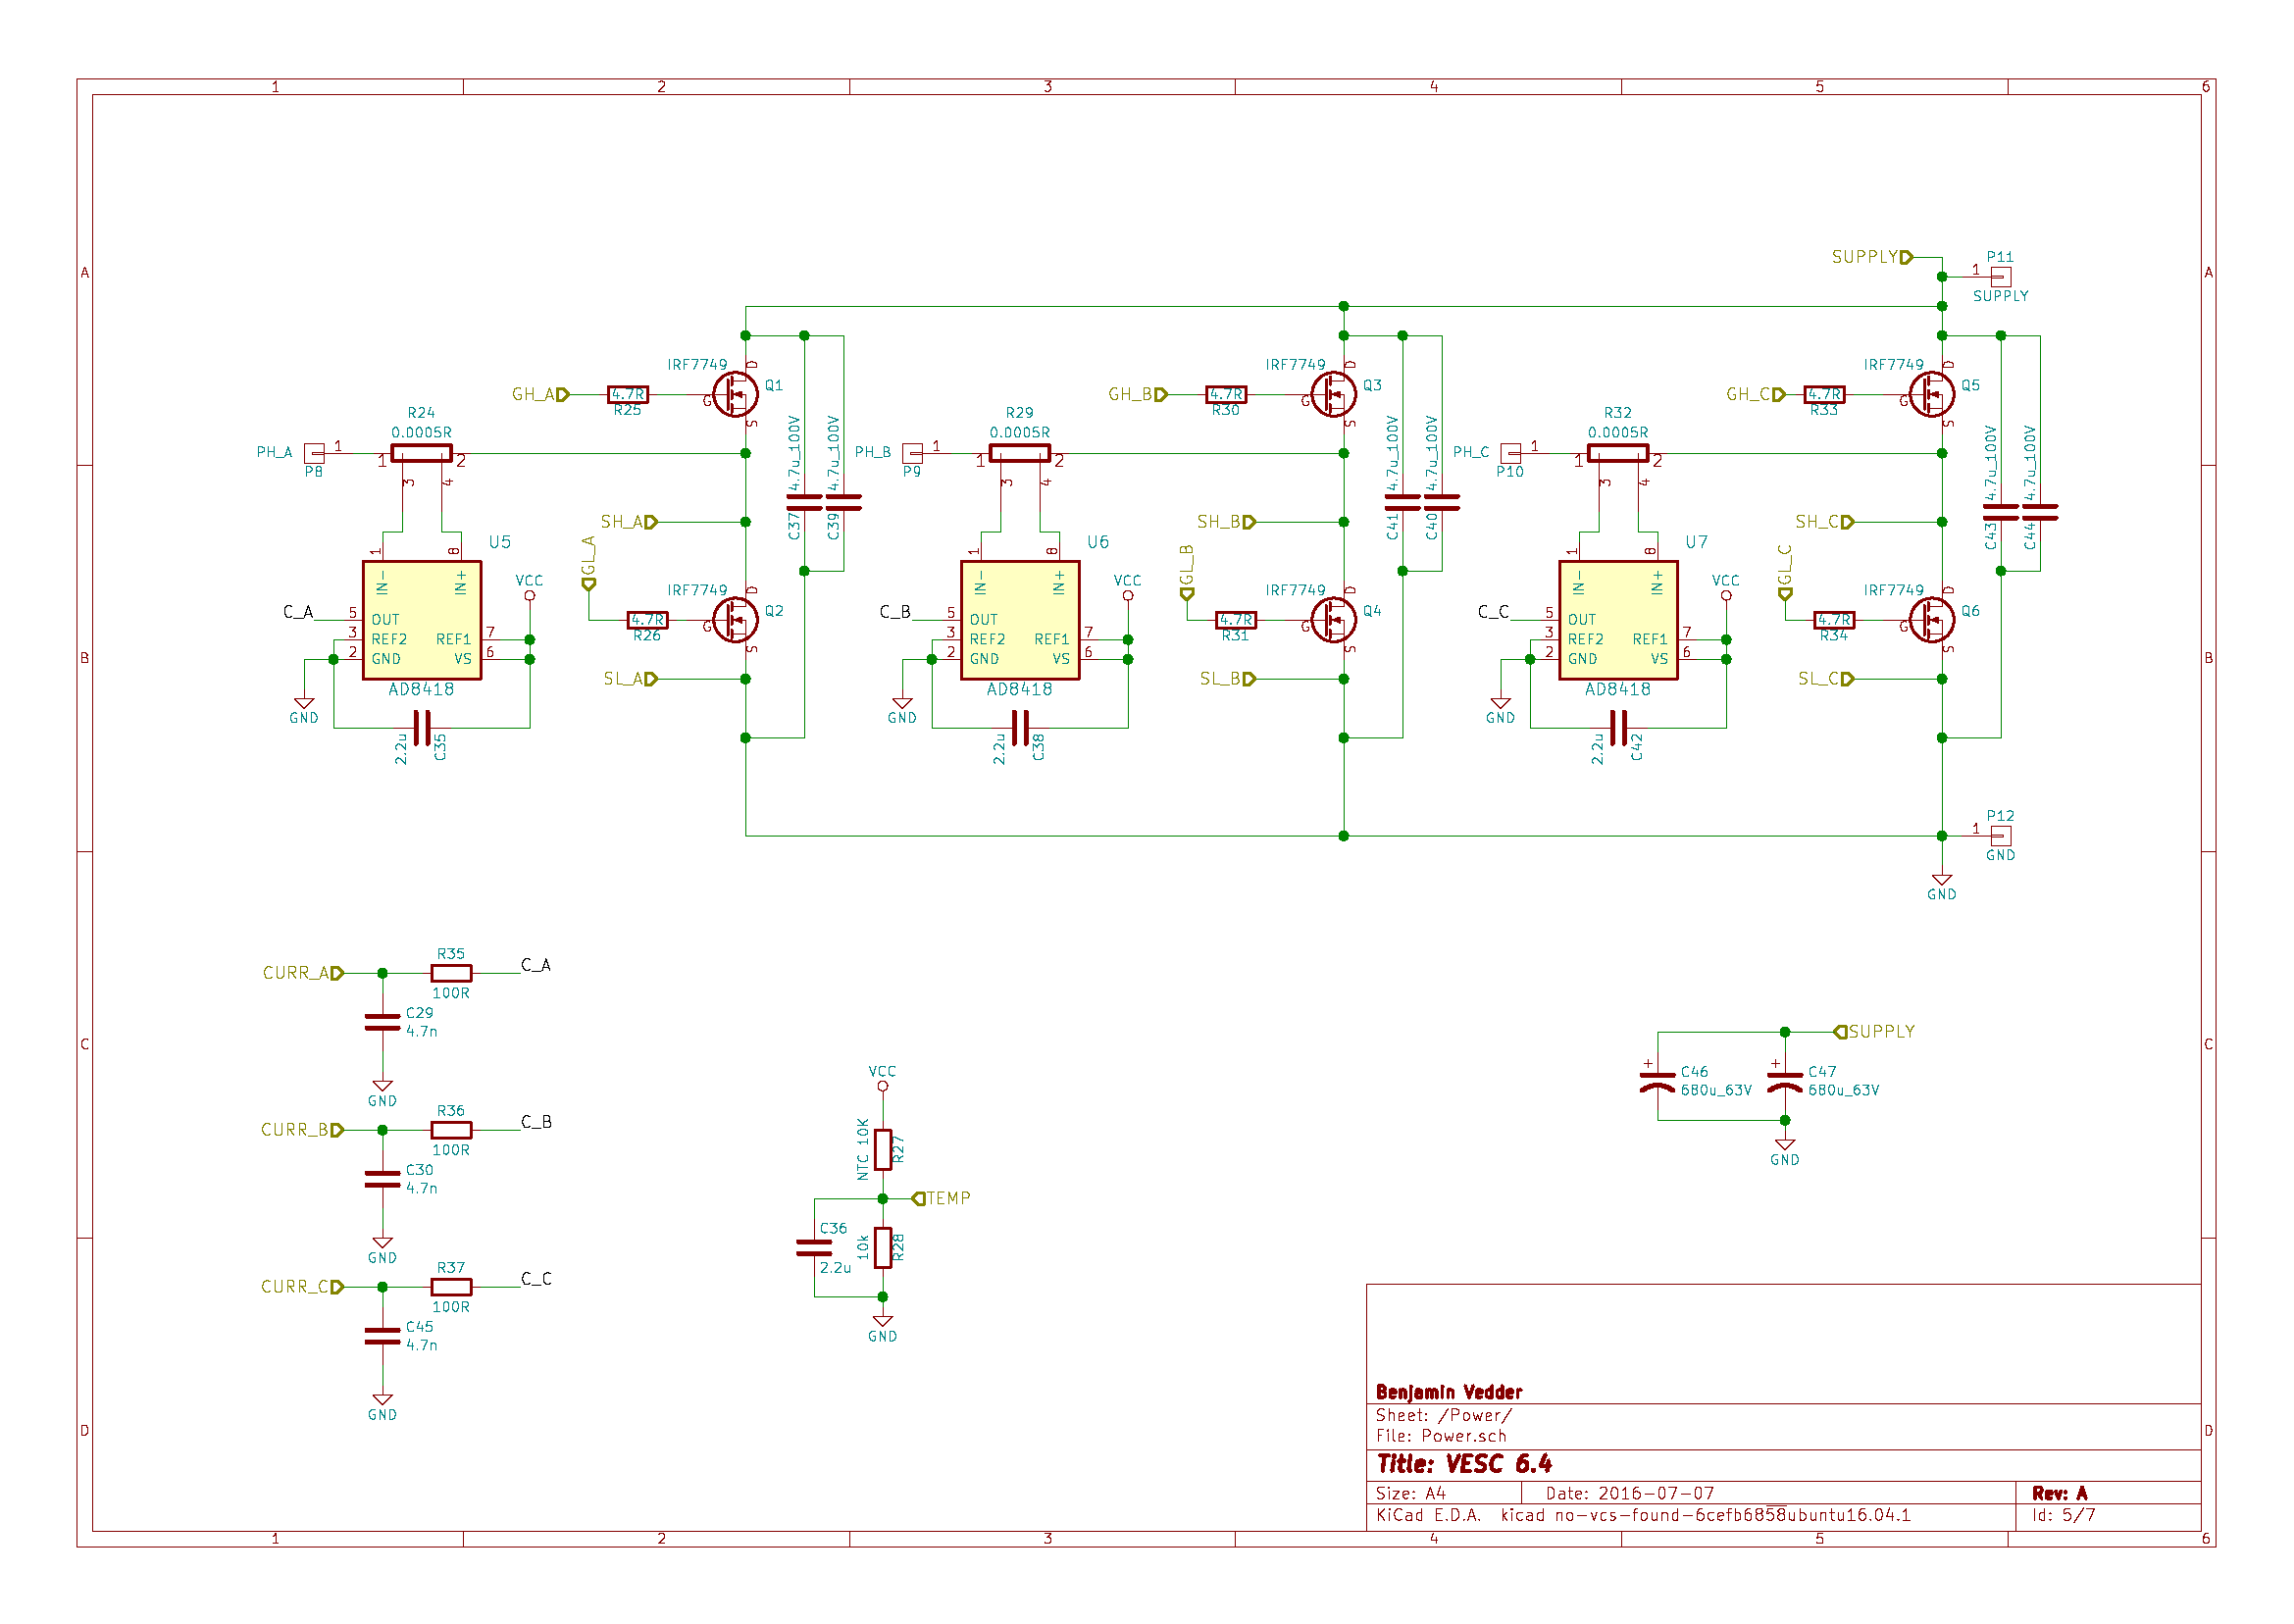 1 2 3 4 5 6
A A
B B
C C
D D
SUPPLY
P11
1
SUPPLY
IRF7749
D
Q1
G
S
GH_A
4.7R
R25
IRF7749
D
Q3
G
S
GH_B
4.7R
R30
IRF7749
D
Q5
G
S
GH_C
4.7R
R33
R24
0.0005R
PH_A
1
P8
1
2
3
4
R29
0.0005R
PH_B
1
P9
1
2
3
4
R32
0.0005R
PH_C
1
P10
1
2
3
4
4.7u_100V
C37
4.7u_100V
C39
4.7u_100V
C41
4.7u_100V
C40
4.7u_100V
C43
4.7u_100V
C44
SH_A
SH_B
SH_C
GL_A
GL_B
GL_C
U5
1
8
IN-
IN+
VCC
C_A
5
OUT
3
REF2
REF1
7
2
GND
VS
6
AD8418
GND
2.2u
C35
IRF7749
D
Q2
G
S
4.7R
R26
SL_A
U6
1
8
IN-
IN+
VCC
C_B
5
OUT
3
REF2
REF1
7
2
GND
VS
6
AD8418
GND
2.2u
C38
IRF7749
D
Q4
G
S
4.7R
R31
SL_B
U7
1
8
IN-
IN+
VCC
C_C
5
OUT
3
REF2
REF1
7
2
GND
VS
6
AD8418
GND
2.2u
C42
IRF7749
D
Q6
G
S
4.7R
R34
SL_C
P12
1
GND
GND
CURR_A
R35
100R
C_A
C29
4.7n
GND
CURR_B
R36
100R
C_B
C30
4.7n
GND
CURR_C
R37
100R
C_C
C45
4.7n
GND
VCC
NTC 10K
R27
TEMP
C36
2.2u
10k
R28
GND
SUPPLY
+
C46
680u_63V
+
C47
680u_63V
GND
Benjamin Vedder
Sheet: /Power/
File: Power.sch
Title: VESC 6.4
Size: A4
Date: 2016-07-07
Rev: A
KiCad E.D.A. kicad no-vcs-found-6cefb6858ubuntu16.04.1
Id: 5/7
1 2 3 4 5 6